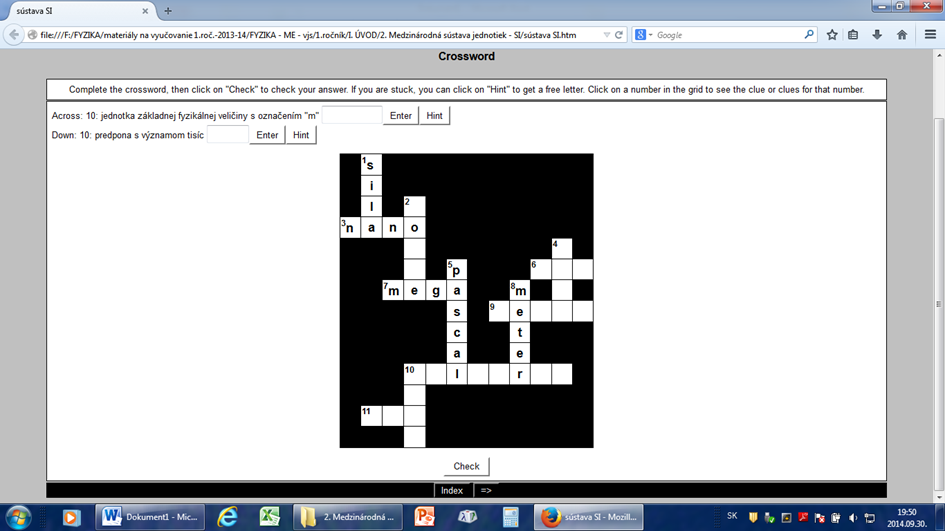 sústava SI
file:///F:/FYZIKA/materiály na vyučovanie 1.roč.-2013-14/FYZIKA - ME - vjs/1.ročník/I. ÚVOD/2. Medzinárodná sústava jednotiek - SI/sústava SI.htm
Google
Crossword
Complete the crossword, then click on "Check" to check your answer. If you are stuck, you can click on "Hint" to get a free letter. Click on a number in the grid to see the clue or clues for that number.
Across: 10: jednotka základnej fyzikálnej veličiny s označením "m" Enter Hint
Down: 10: predpona s významom tisíc Enter Hint
1 s
i
l 2
3 n a n o
4
5 p 6
7 m e g a 8 m
s 9 e
c t
a e
10 l r
11
Check
Index =>
Dokument1 - Mic... 2. Medzinárodná ... sústava SI - Mozill... SK 19:50
2014.09.30.